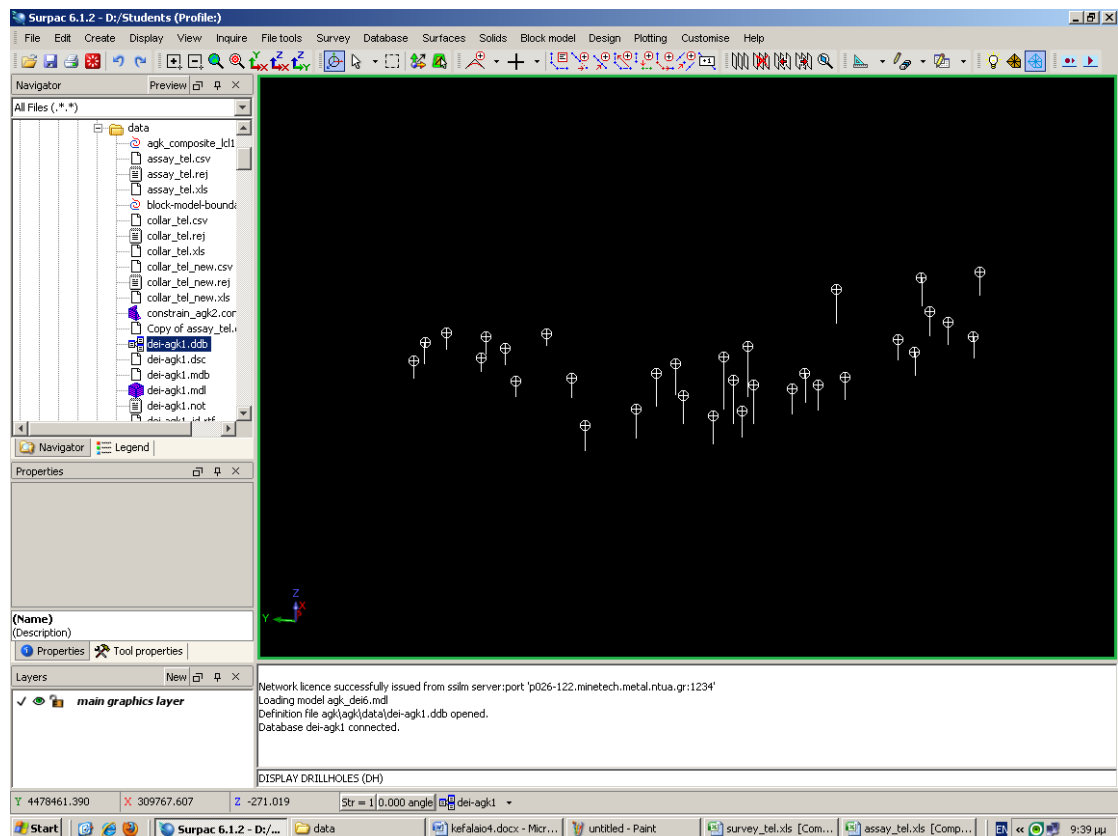 Surpac 6.1.2 - D:/Students (Profile:)
File Edit Create Display View Inquire File tools Survey Database Surfaces Solids Block model Design Plotting Customise Help
Navigator Preview
All Files (.*.*)
data
agk_composite_lcl1
assay_tel.csv
assay_tel.rej
assay_tel.xls
block-model-bounda
collar_tel.csv
collar_tel.rej
collar_tel.xls
collar_tel_new.csv
collar_tel_new.rej
collar_tel_new.xls
constrain_agk2.con
Copy of assay_tel.
dei-agk1.ddb
dei-agk1.dsc
dei-agk1.mdb
dei-agk1.mdl
dei-agk1.not
dei-agk1_id.rtf
Navigator Legend
Properties
(Name)
(Description)
Properties Tool properties
Layers New
main graphics layer
Z
X
Y
Network licence successfully issued from ssilm server:port 'p026-122.minetech.metal.ntua.gr:1234'
Loading model agk_dei6.mdl
Definition file agk\agk\data\dei-agk1.ddb opened.
Database dei-agk1 connected.
DISPLAY DRILLHOLES (DH)
Y 4478461.390 X 309767.607 Z -271.019 Str = 1 0.000 angle dei-agk1
Start Surpac 6.1.2 - D:/... data kefalaio4.docx - Micr... untitled - Paint survey_tel.xls [Com... assay_tel.xls [Comp... EN « 9:39 μμ